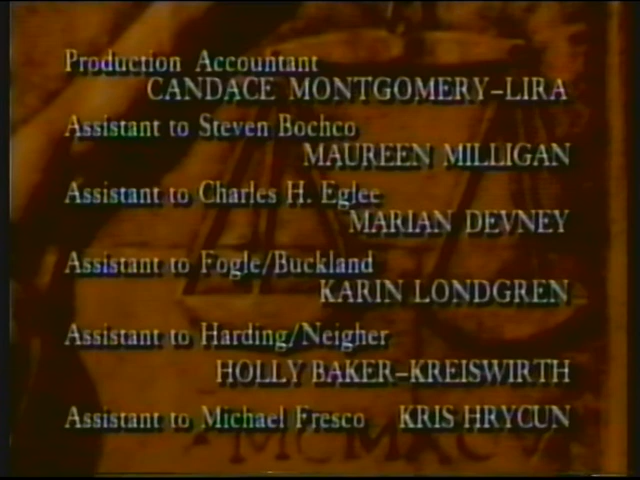 Production Accountant
CANDACE MONTGOMERY-LIRA
Assistant to Steven Bochco
MAUREEN MILLIGAN
Assistant to Charles H. Eglee
MARIAN DEVNEY
Assistant to Fogle/Buckland
KARIN LONDGREN
Assistant to Harding/Neigher
HOLLY BAKER-KREISWIRTH
Assistant to Michael Fresco KRIS HRYCUN